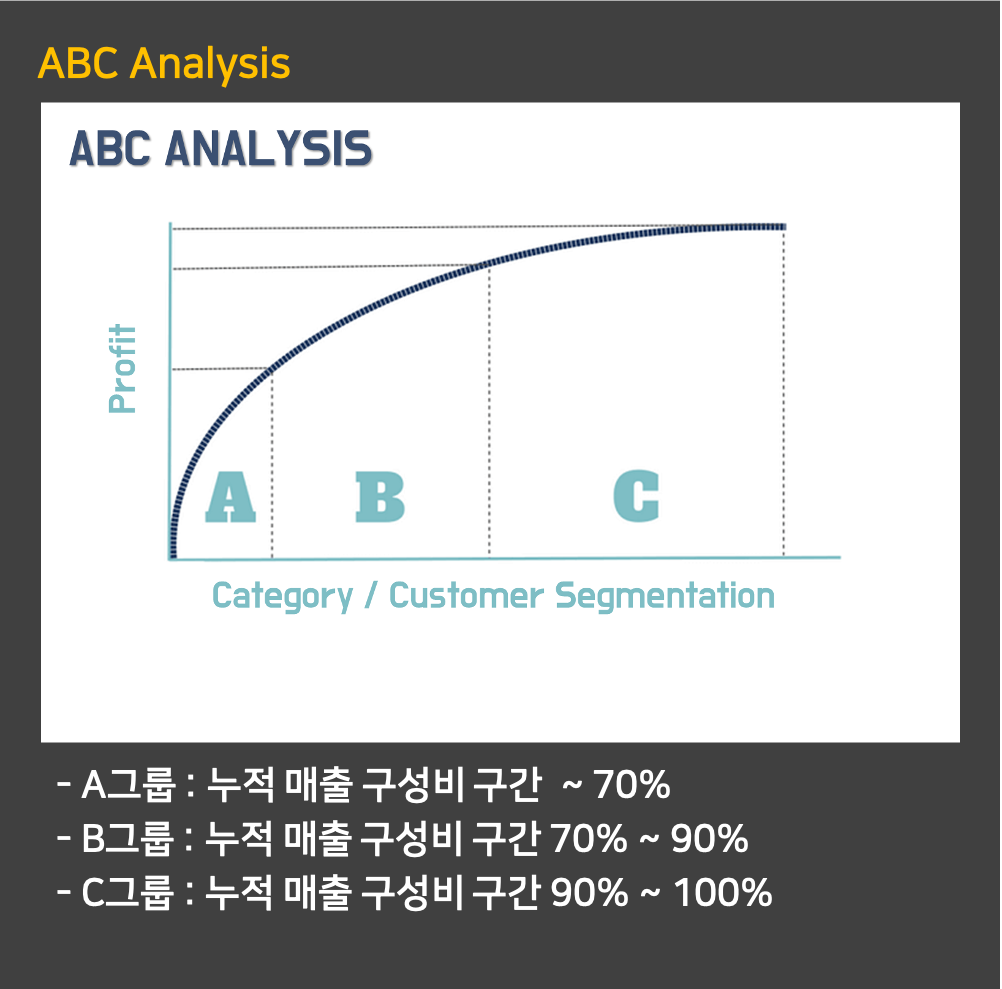 ABC Analysis
ABC ANALYSIS
Profit
A B C
Category / Customer Segmentation
- A그룹 : 누적 매출 구성비 구간 ~ 70%
- B그룹 : 누적 매출 구성비 구간 70% ~ 90%
- C그룹 : 누적 매출 구성비 구간 90% ~ 100%